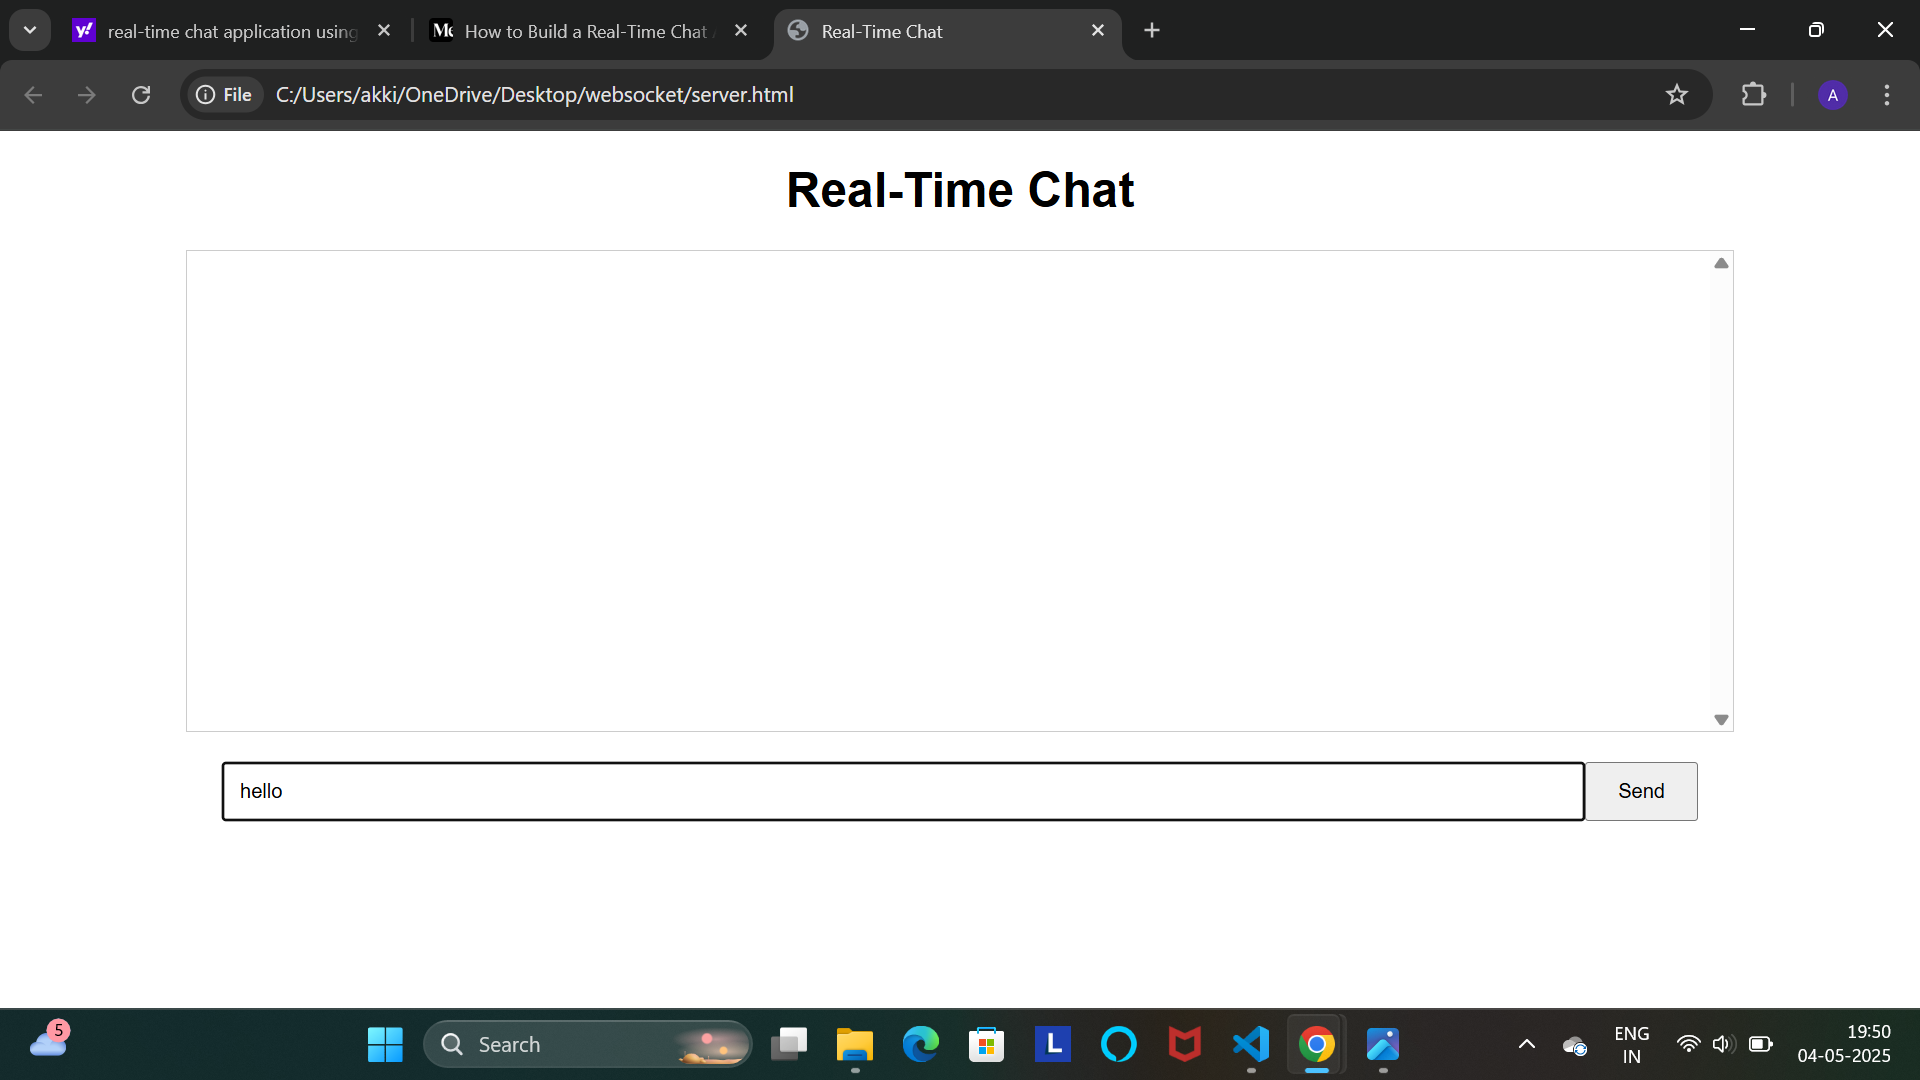 real-time chat application using
How to Build a Real-Time Chat
Real-Time Chat
File
C:/Users/akki/OneDrive/Desktop/websocket/server.html
A
Real-Time Chat
hello
Send
5
Search
L
ENG
IN
19:50
04-05-2025